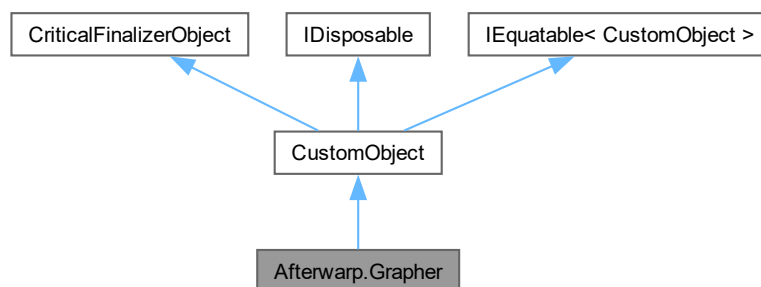 CriticalFinalizerObject
IDisposable
IEquatable< CustomObject >
CustomObject
Afterwarp.Grapher